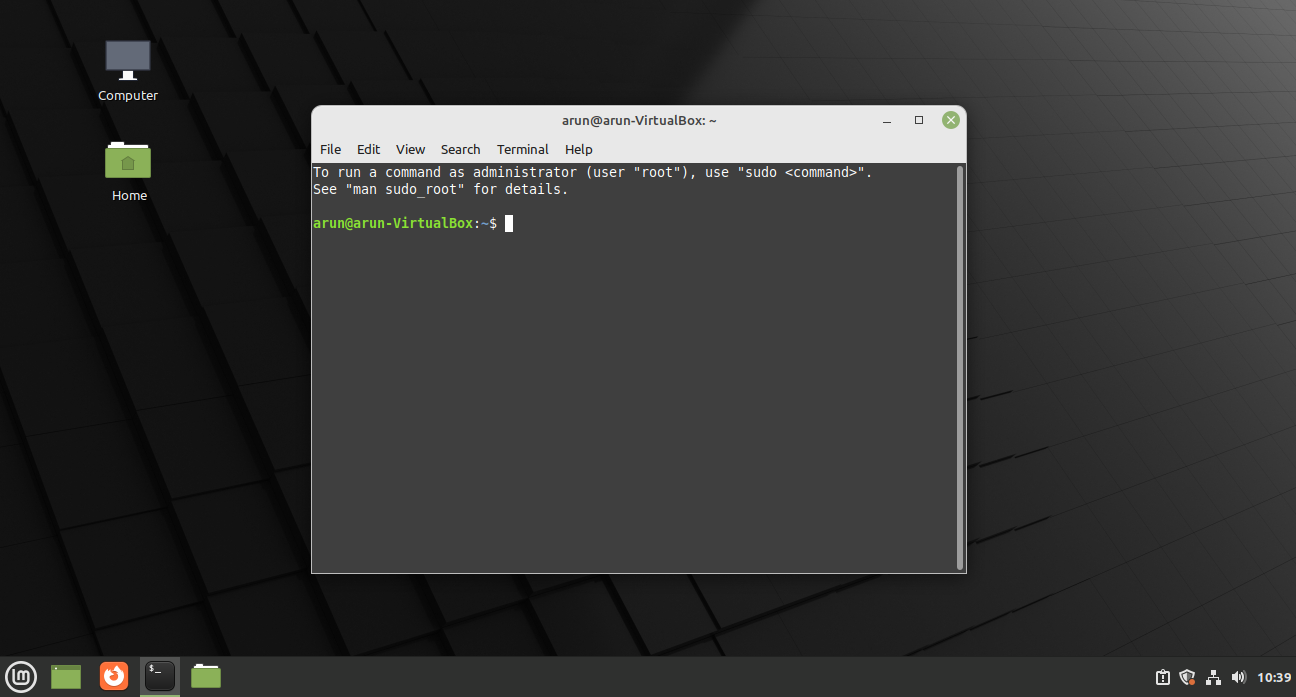 Computer
Home
arun@arun-VirtualBox: ~
File Edit View Search Terminal Help
To run a command as administrator (user "root"), use "sudo <command>".
See "man sudo_root" for details.
arun@arun-VirtualBox:~$
10:39